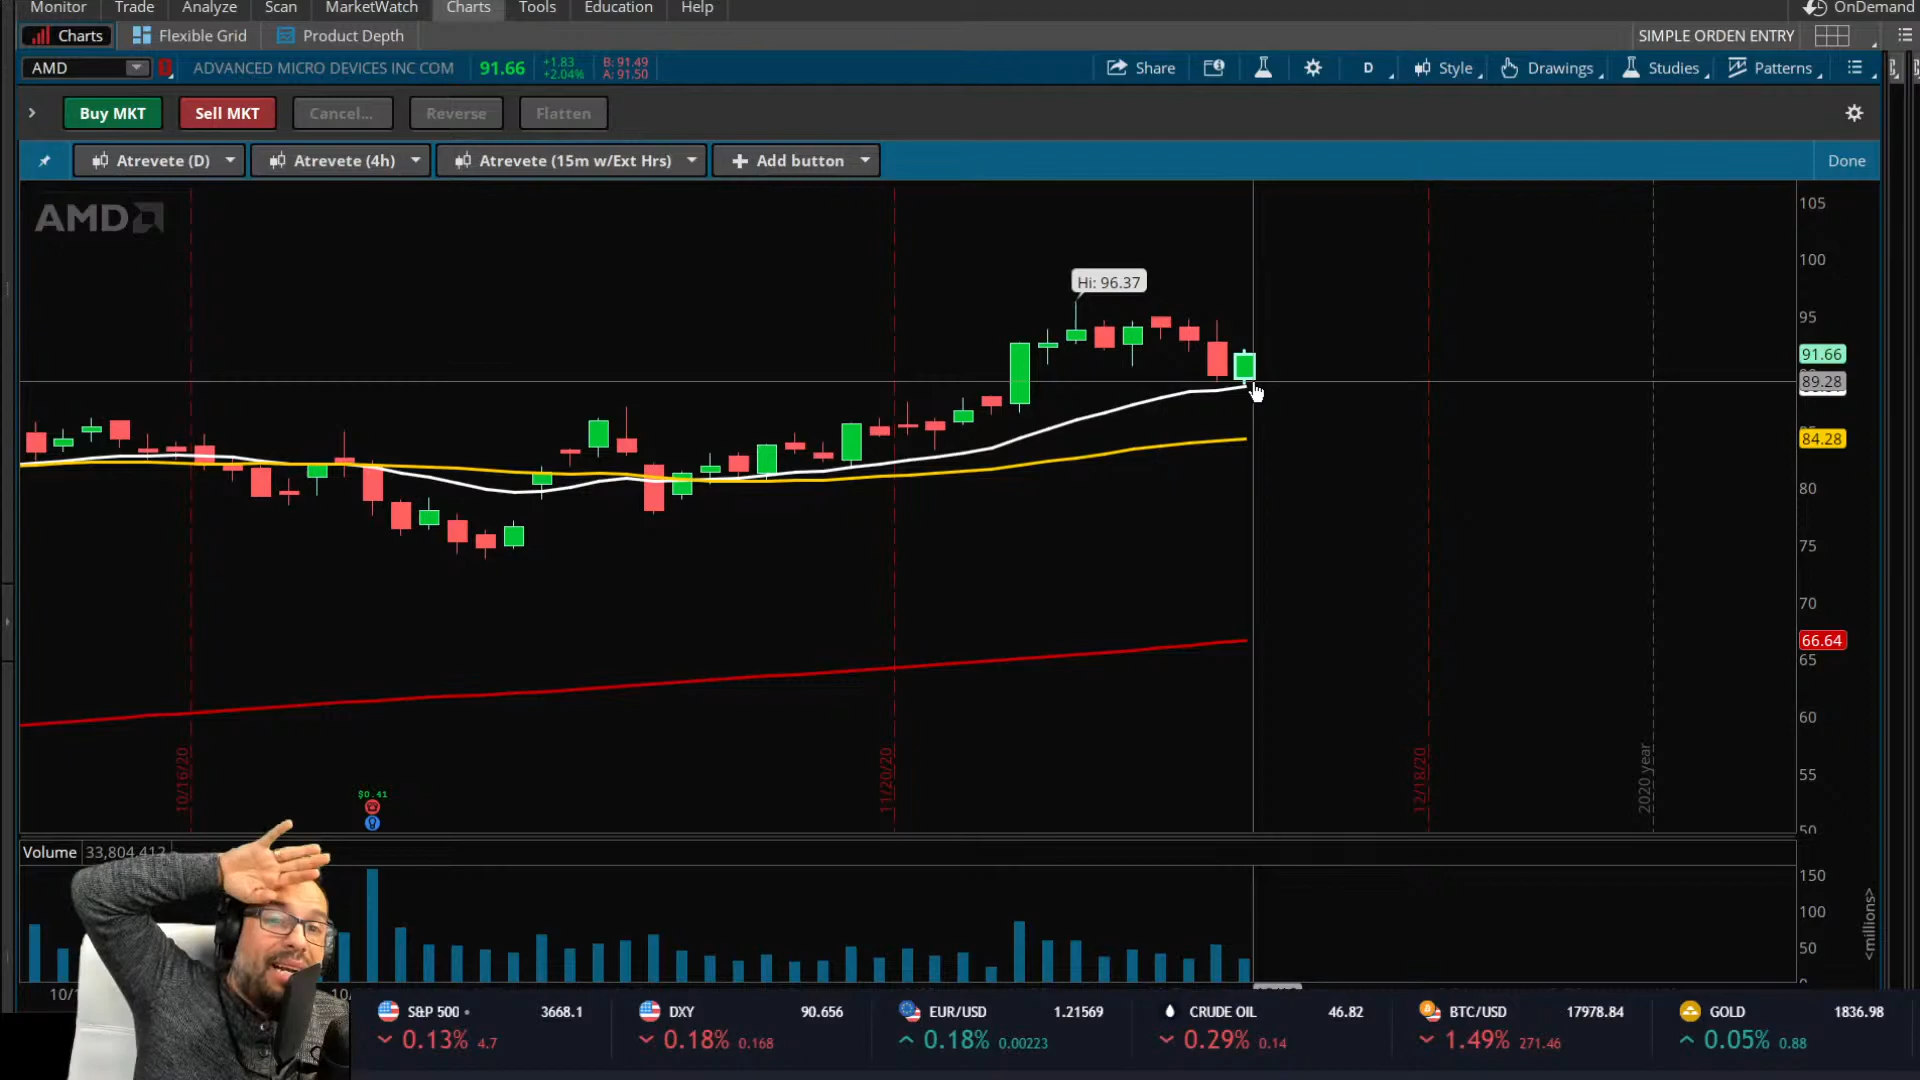 Monitor Trade Analyze Scan MarketWatch Charts Tools Education Help OnDemand
Charts Flexible Grid Product Depth SIMPLE ORDEN ENTRY
AMD ADVANCED MICRO DEVICES INC COM 91.66 +1.83 B: 91.49 Share D Style Drawings Studies Patterns
+2.04% A: 91.50
Buy MKT Sell MKT Cancel... Reverse Flatten
Atrevete (D) Atrevete (4h) Atrevete (15m w/Ext Hrs) Add button Done
AMD
105
100
Hi: 96.37
95
91.66
89.28
84.28
80
75
70
66.64
65
60
55
50
10/16/20
11/20/20
12/18/20
2020 year
$0.41
Volume 33,804,412
150
100
50
<millions>
S&P 500 3668.1 DXY 90.656 EUR/USD 1.21569 CRUDE OIL 46.82 BTC/USD 17978.84 GOLD 1836.98
0.13% 4.7 0.18% 0.168 0.18% 0.00223 0.29% 0.14 1.49% 271.46 0.05% 0.88